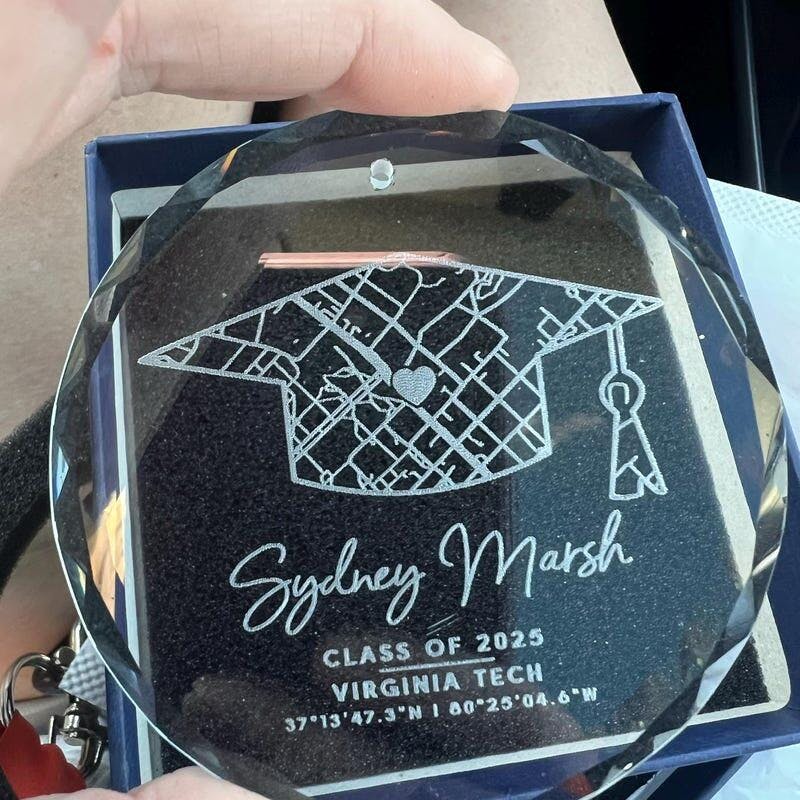 Sydney Marsh
CLASS OF 2025
VIRGINIA TECH
37°13'47.3"N | 80°25'04.6"W